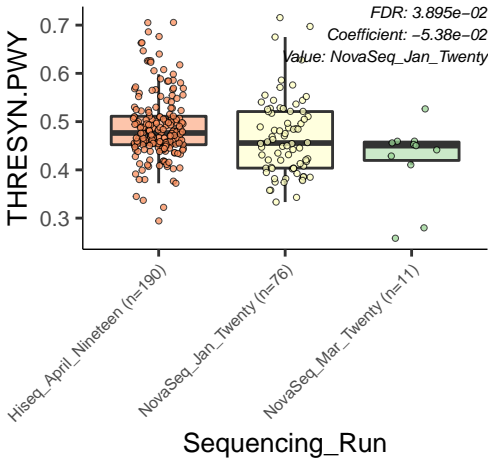 FDR: 3.895e−02
Coefficient: −5.38e−02
Value: NovaSeq_Jan_Twenty
THRESYN.PWY
0.7
0.6
0.5
0.4
0.3
Hiseq_April_Nineteen (n=190)
NovaSeq_Jan_Twenty (n=76)
NovaSeq_Mar_Twenty (n=11)
Sequencing_Run